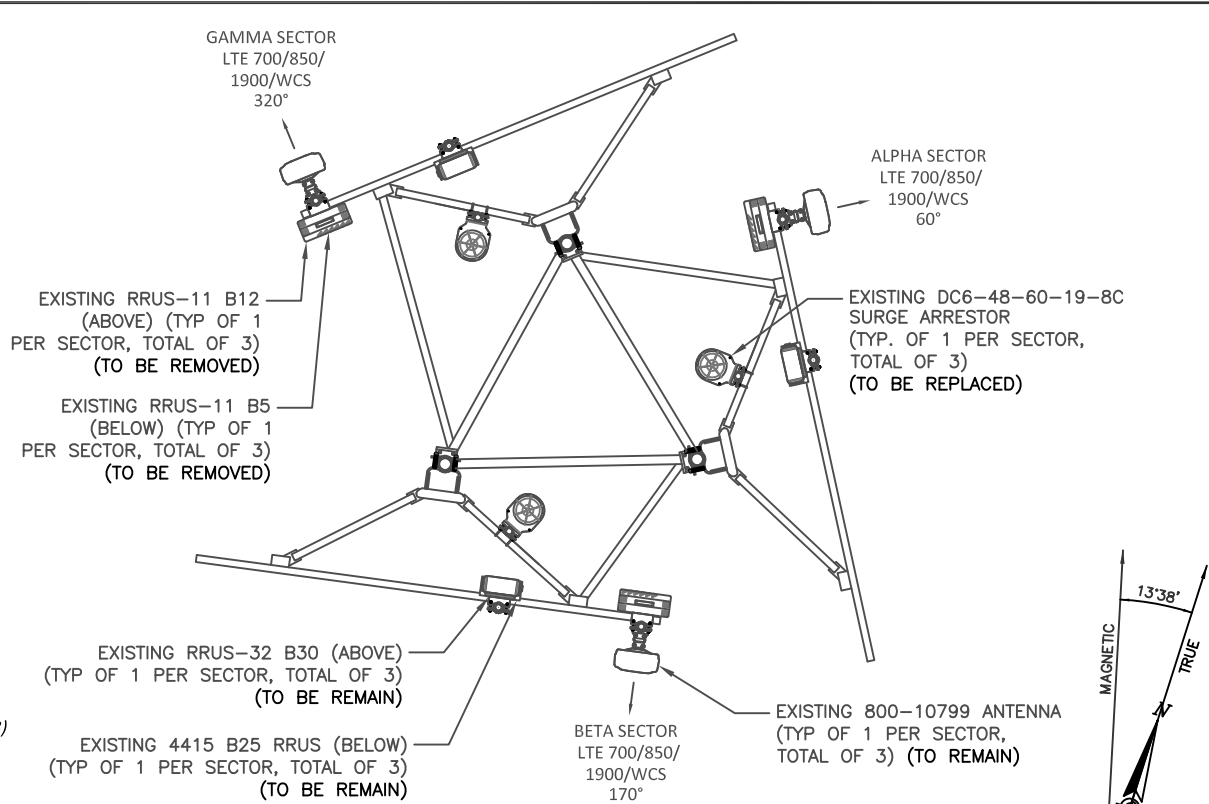 GAMMA SECTOR
LTE 700/850/
1900/WCS
320°
ALPHA SECTOR
LTE 700/850/
1900/WCS
60°
EXISTING RRUS-11 B12
(ABOVE) (TYP OF 1
PER SECTOR, TOTAL OF 3)
(TO BE REMOVED)
EXISTING RRUS-11 B5
(BELOW) (TYP OF 1
PER SECTOR, TOTAL OF 3)
(TO BE REMOVED)
EXISTING DC6-48-60-19-8C
SURGE ARRESTOR
(TYP. OF 1 PER SECTOR,
TOTAL OF 3)
(TO BE REPLACED)
EXISTING RRUS-32 B30 (ABOVE)
(TYP OF 1 PER SECTOR, TOTAL OF 3)
(TO BE REMAIN)
EXISTING 4415 B25 RRUS (BELOW)
(TYP OF 1 PER SECTOR, TOTAL OF 3)
(TO BE REMAIN)
BETA SECTOR
LTE 700/850/
1900/WCS
170°
EXISTING 800-10799 ANTENNA
(TYP OF 1 PER SECTOR,
TOTAL OF 3) (TO REMAIN)
13°38'
MAGNETIC
TRUE
N